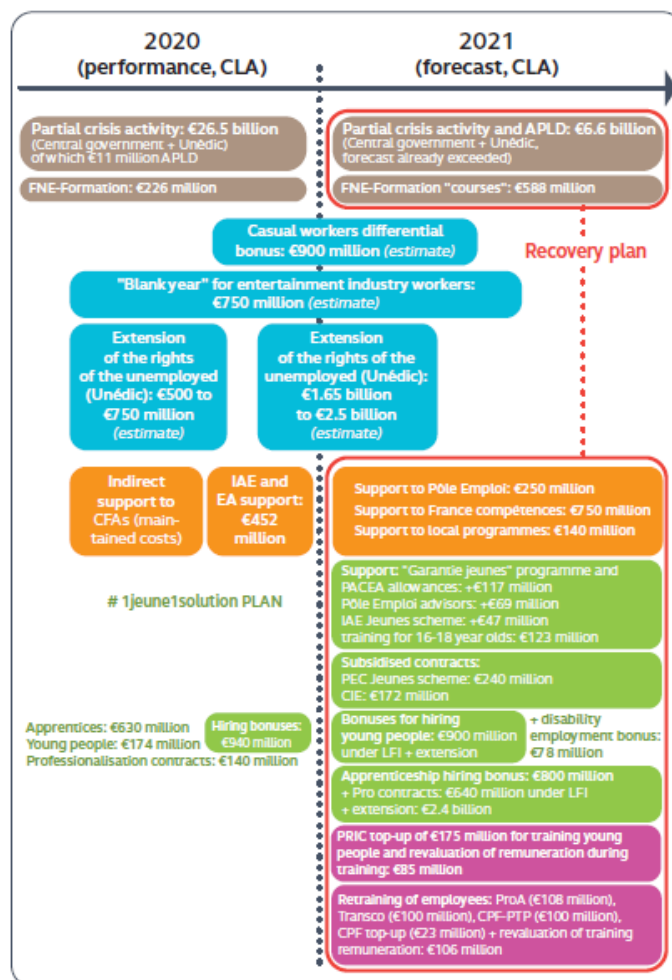 2020
(performance, CLA)
2021
(forecast, CLA)
Partial crisis activity: €26.5 billion
(Central government + Unédic)
of which €11 million APLD
FNE-Formation: €226 million
Partial crisis activity and APLD: €6.6 billion
(Central government + Unédic,
forecast already exceeded)
FNE-Formation "courses": €588 million
Casual workers differential
bonus: €900 million (estimate)
Recovery plan
"Blank year" for entertainment industry workers:
€750 million (estimate)
Extension
of the rights
of the unemployed
(Unédic): €500 to
€750 million
(estimate)
Extension
of the rights of the
unemployed (Unédic):
€1.65 billion
to €2.5 billion
(estimate)
Indirect
support to
CFAs (main-
tained costs)
IAE and
EA support:
€452
million
Support to Pôle Emploi: €250 million
Support to France compétences: €750 million
Support to local programmes: €140 million
# 1jeune1solution PLAN
Support: "Garantie jeunes" programme and
PACEA allowances: +€117 million
Pôle Emploi advisors: +€69 million
IAE Jeunes scheme: +€47 million
training for 16-18 year olds: €123 million
Subsidised contracts:
PEC Jeunes scheme: €240 million
CIE: €172 million
Apprentices: €630 million
Young people: €174 million
Professionalisation contracts: €140 million
Hiring bonuses:
€940 million
Bonuses for hiring
young people: €900 million
under LFI + extension
+ disability
employment bonus:
€78 million
Apprenticeship hiring bonus: €800 million
+ Pro contracts: €640 million under LFI
+ extension: €2.4 billion
PRIC top-up of €175 million for training young
people and revaluation of remuneration during
training: €85 million
Retraining of employees: ProA (€108 million),
Transco (€100 million), CPF-PTP (€100 million),
CPF top-up (€23 million) + revaluation of training
remuneration: €106 million